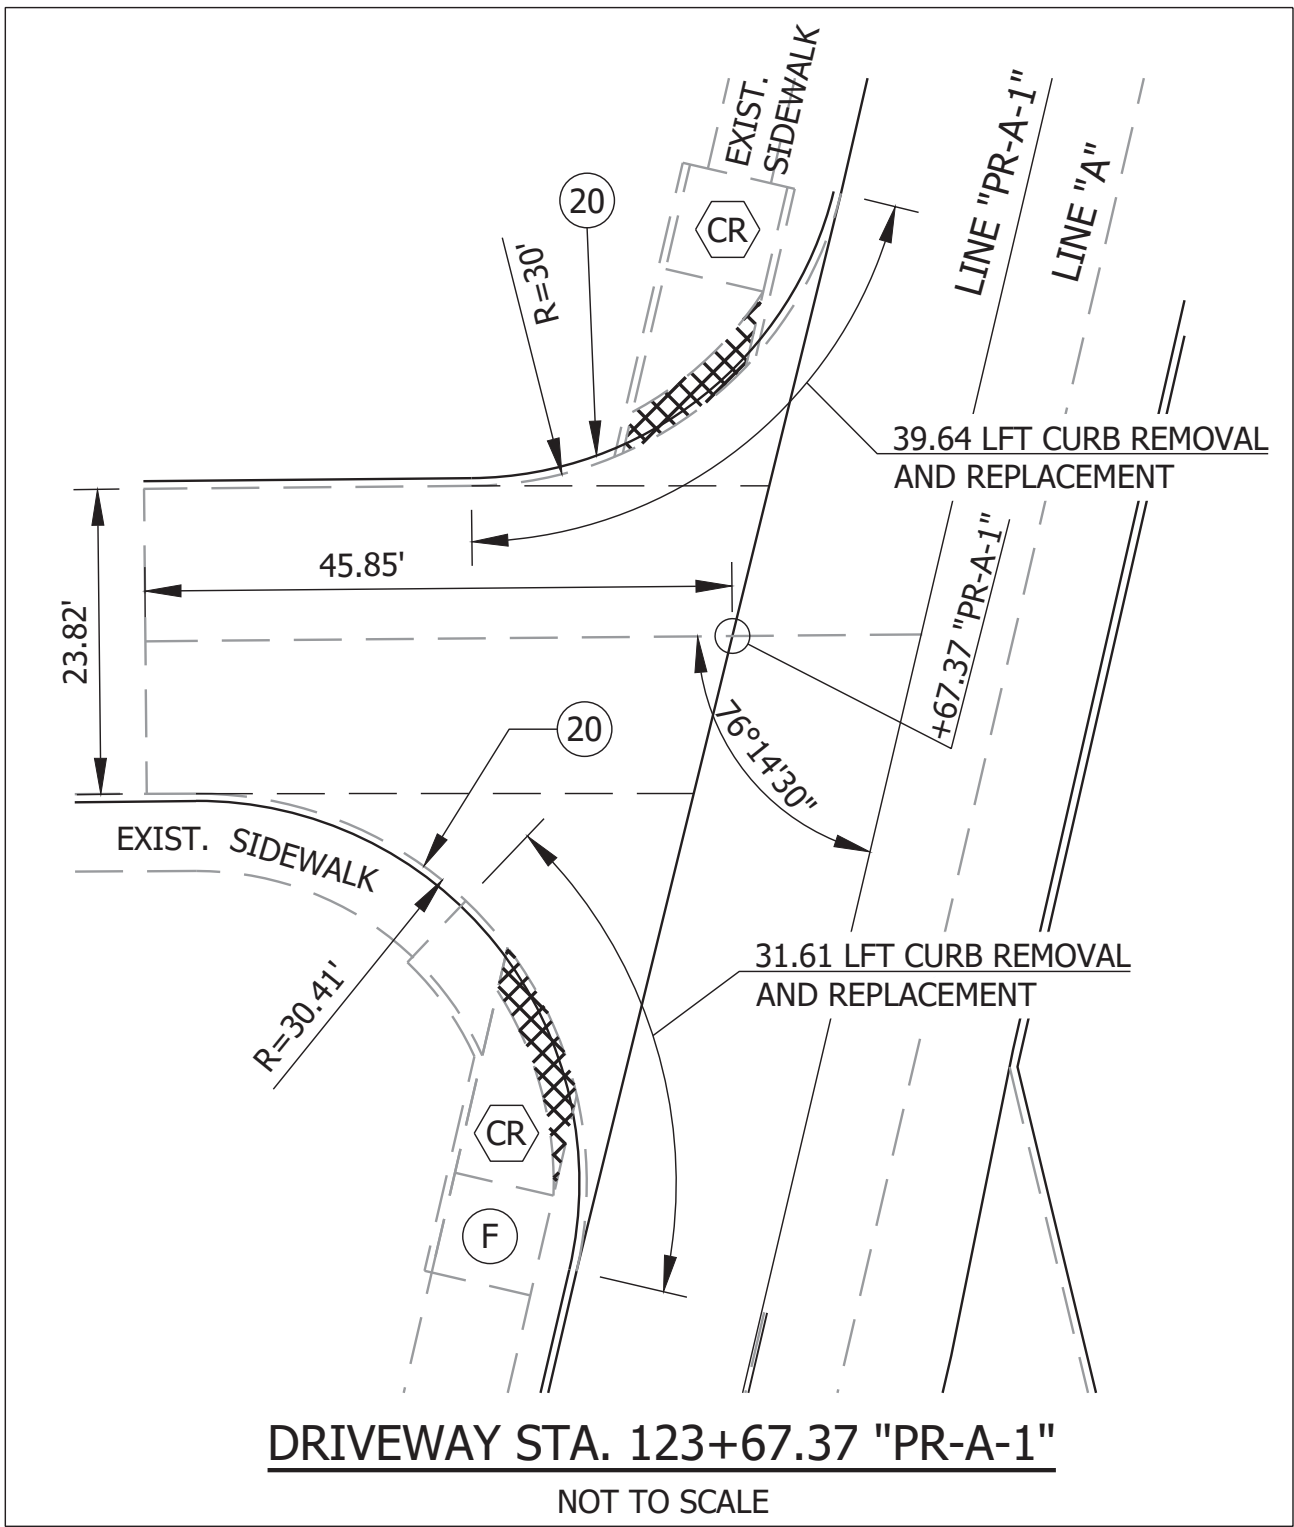 EXIST.
SIDEWALK
LINE "PR-A-1"
LINE "A"
20
CR
R=30'
39.64 LFT CURB REMOVAL
AND REPLACEMENT
45.85'
23.82'
+67.37 "PR-A-1"
76°14'30"
20
EXIST. SIDEWALK
R=30.41'
31.61 LFT CURB REMOVAL
AND REPLACEMENT
CR
F
DRIVEWAY STA. 123+67.37 "PR-A-1"
NOT TO SCALE